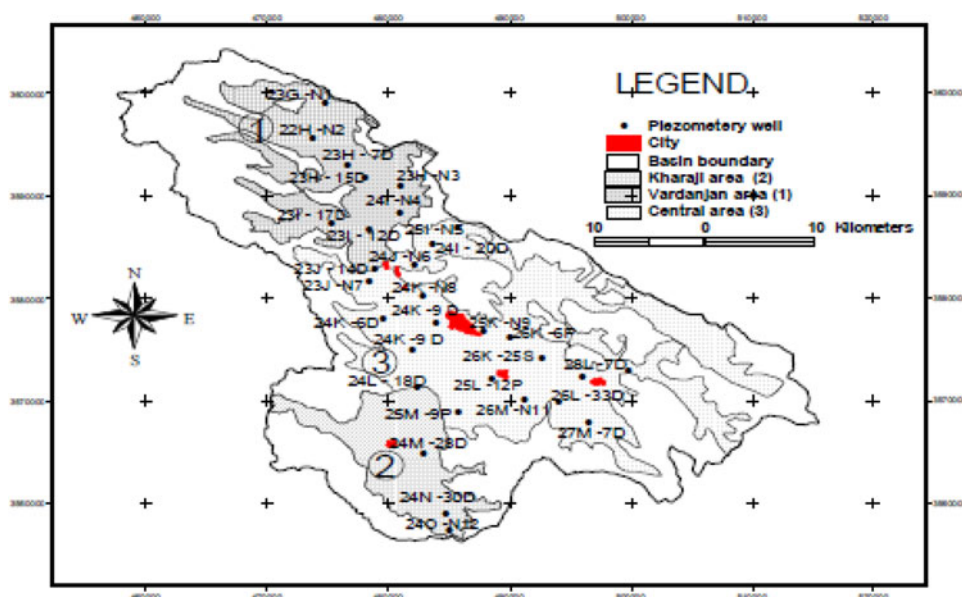 LEGEND
Piezometery well
City
Basin boundary
Kharaji area (2)
Vardanjan area (1)
Central area (3)
10 0 10 Kilometers
N
W E
S
1
2
3
23G -N1
22H -N2
23H - 7D
23H - 15D
23H -N3
24I -N4
23I - 17D
23I - 12D
25I -N5
24I - 20D
24J -N6
23J - 14D
23J -N7
24K -N8
24K -9 D
24K -6D
25K -N9
24K -9 D
26K -25S
28L -7D
24L - 18D
25L -12P
26L -33D
25M -9P
26M -N11
27M -7D
24M -28D
24N -30D
24O -N12